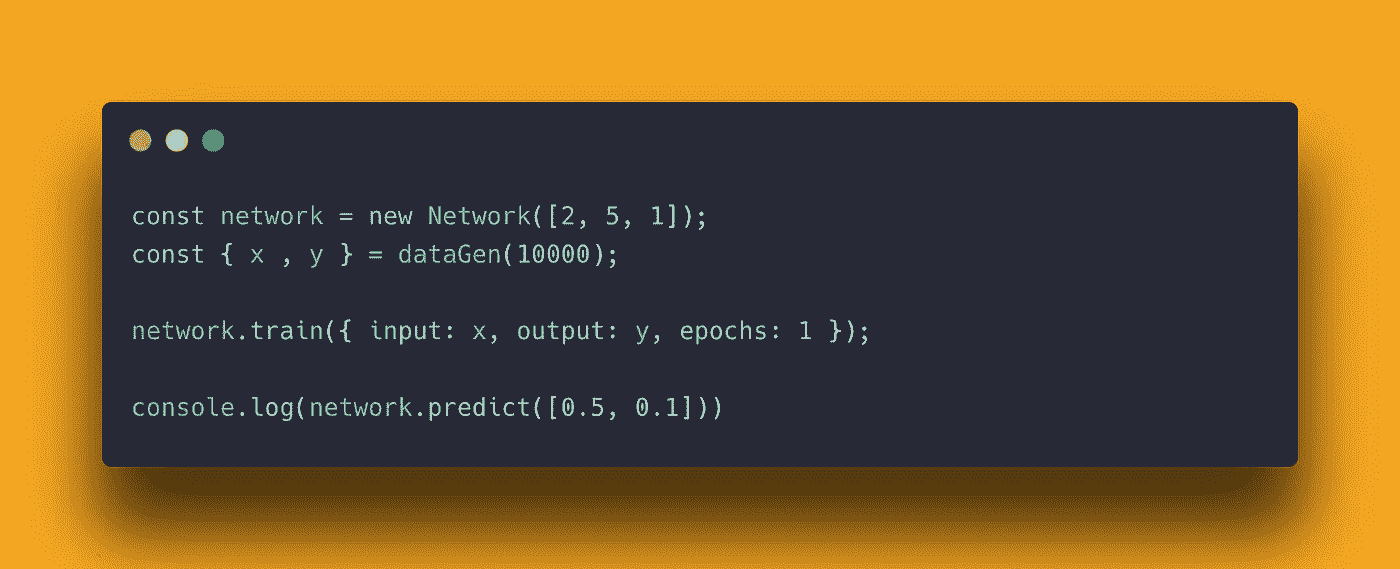 const network = new Network([2, 5, 1]);
const { x , y } = dataGen(10000);
network.train({ input: x, output: y, epochs: 1 });
console.log(network.predict([0.5, 0.1]))